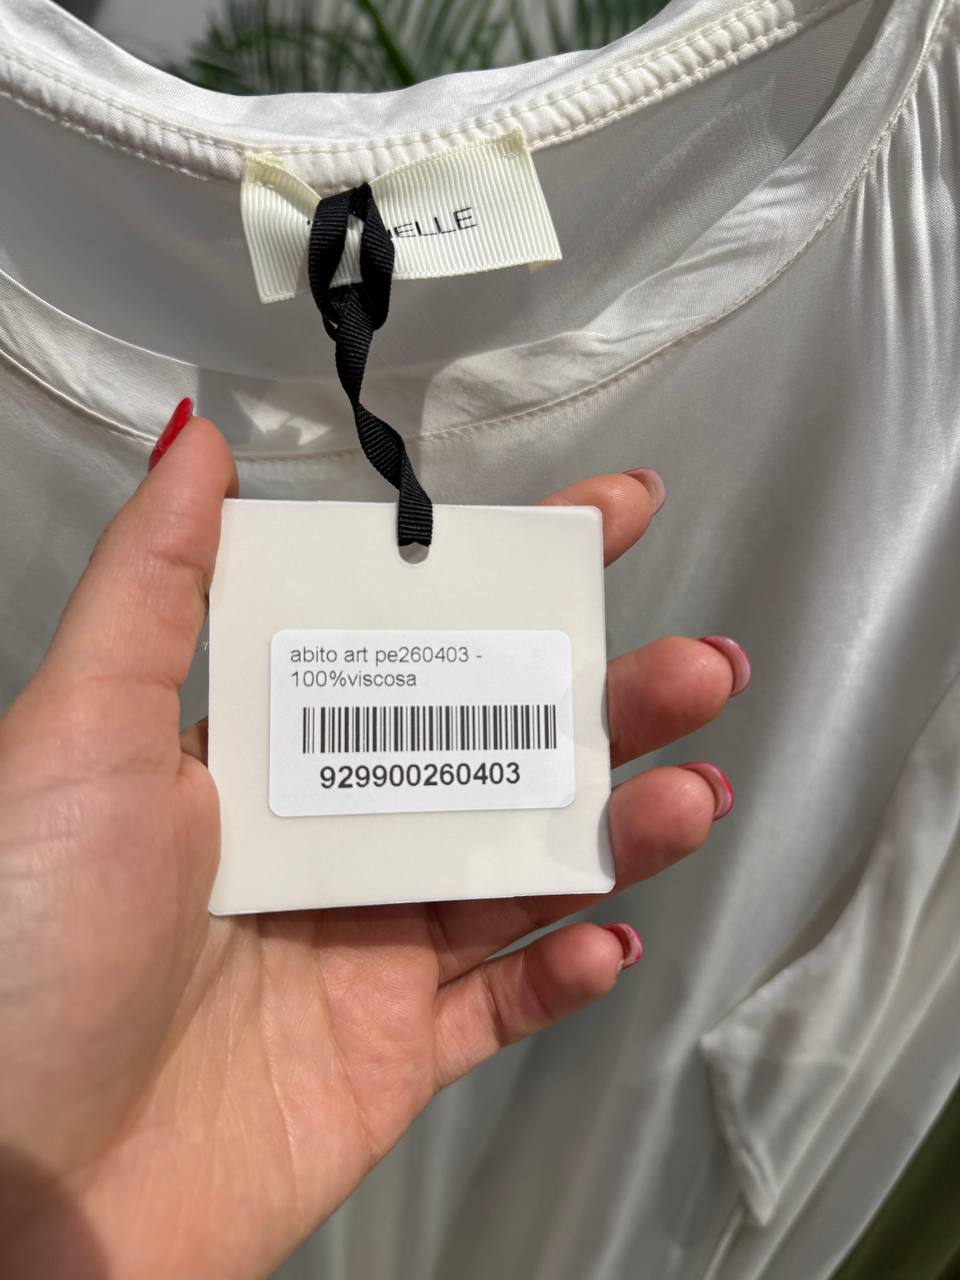 abito art pe260403 -
100%viscosa
929900260403